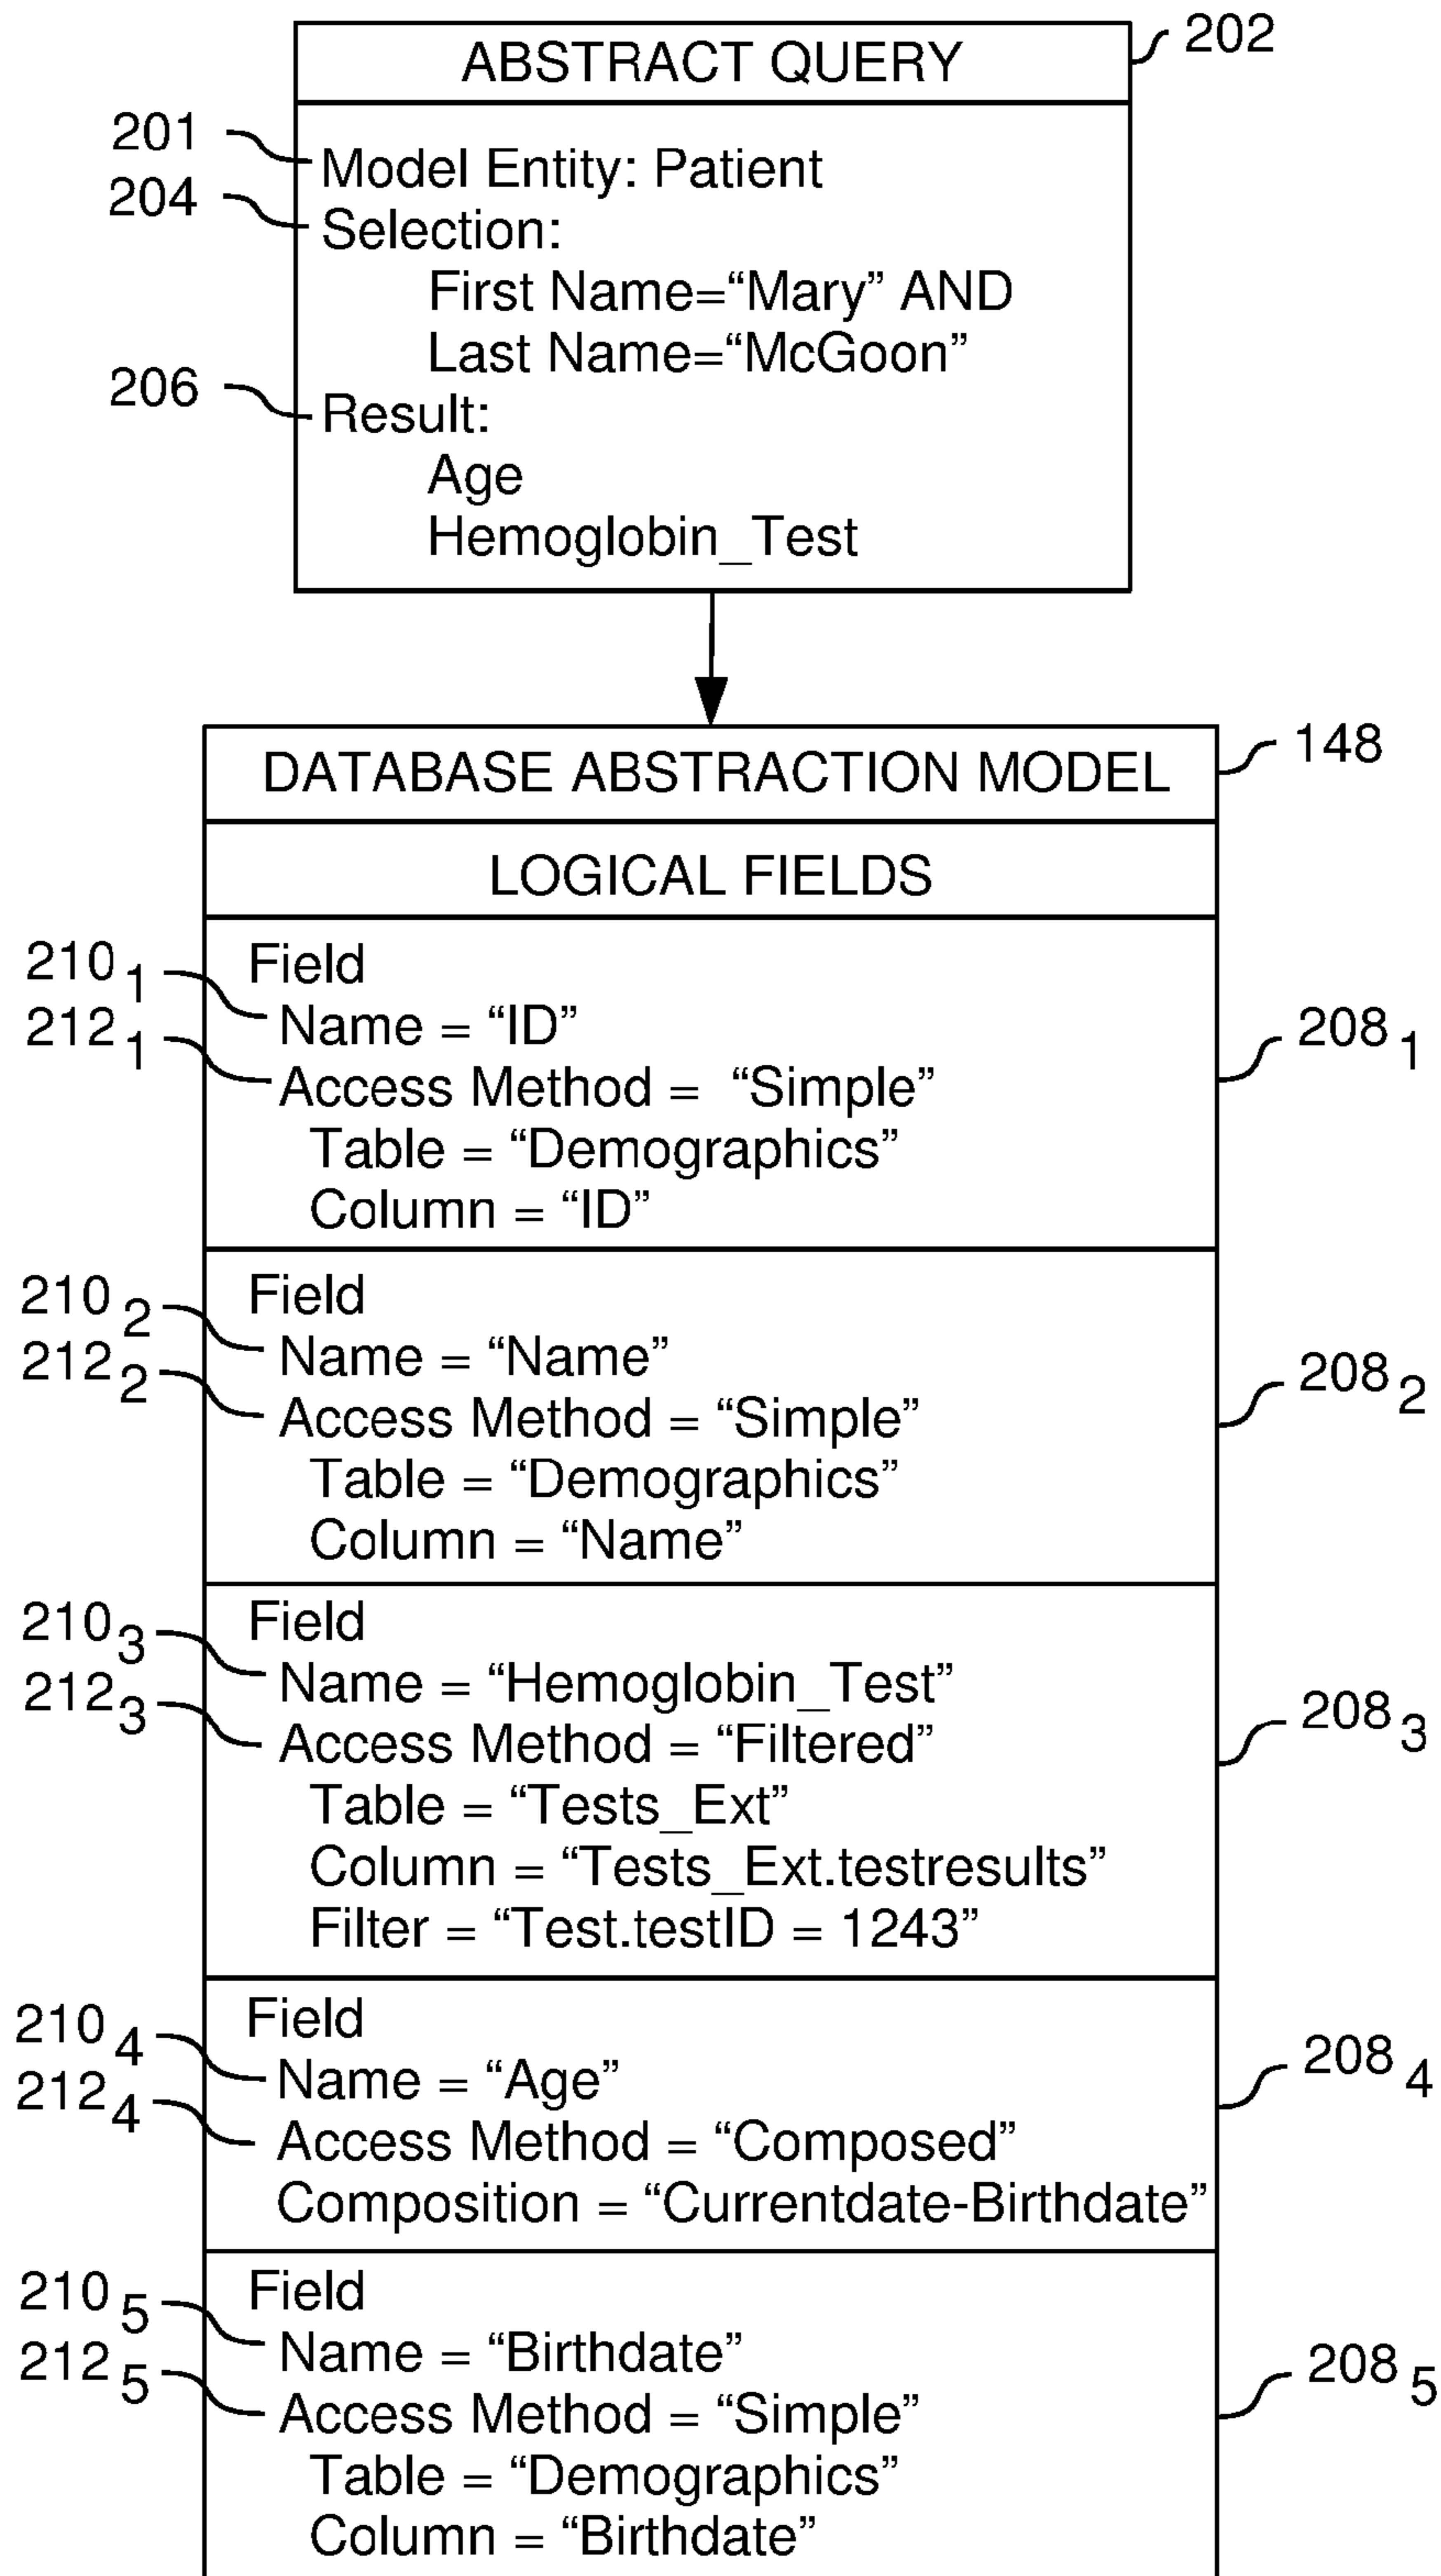 ABSTRACT QUERY
202
201
Model Entity: Patient
204
Selection:
First Name=“Mary” AND
Last Name=“McGoon”
206
Result:
Age
Hemoglobin_Test
DATABASE ABSTRACTION MODEL
148
LOGICAL FIELDS
Field
210 1
Name = “ID”
212 1
Access Method = “Simple”
208 1
Table = “Demographics”
Column = “ID”
Field
210 2
Name = “Name”
212 2
Access Method = “Simple”
208 2
Table = “Demographics”
Column = “Name”
Field
210 3
Name = “Hemoglobin_Test”
212 3
Access Method = “Filtered”
208 3
Table = “Tests_Ext”
Column = “Tests_Ext.testresults”
Filter = “Test.testID = 1243”
Field
210 4
Name = “Age”
212 4
Access Method = “Composed”
208 4
Composition = “Currentdate-Birthdate”
Field
210 5
Name = “Birthdate”
212 5
Access Method = “Simple”
208 5
Table = “Demographics”
Column = “Birthdate”